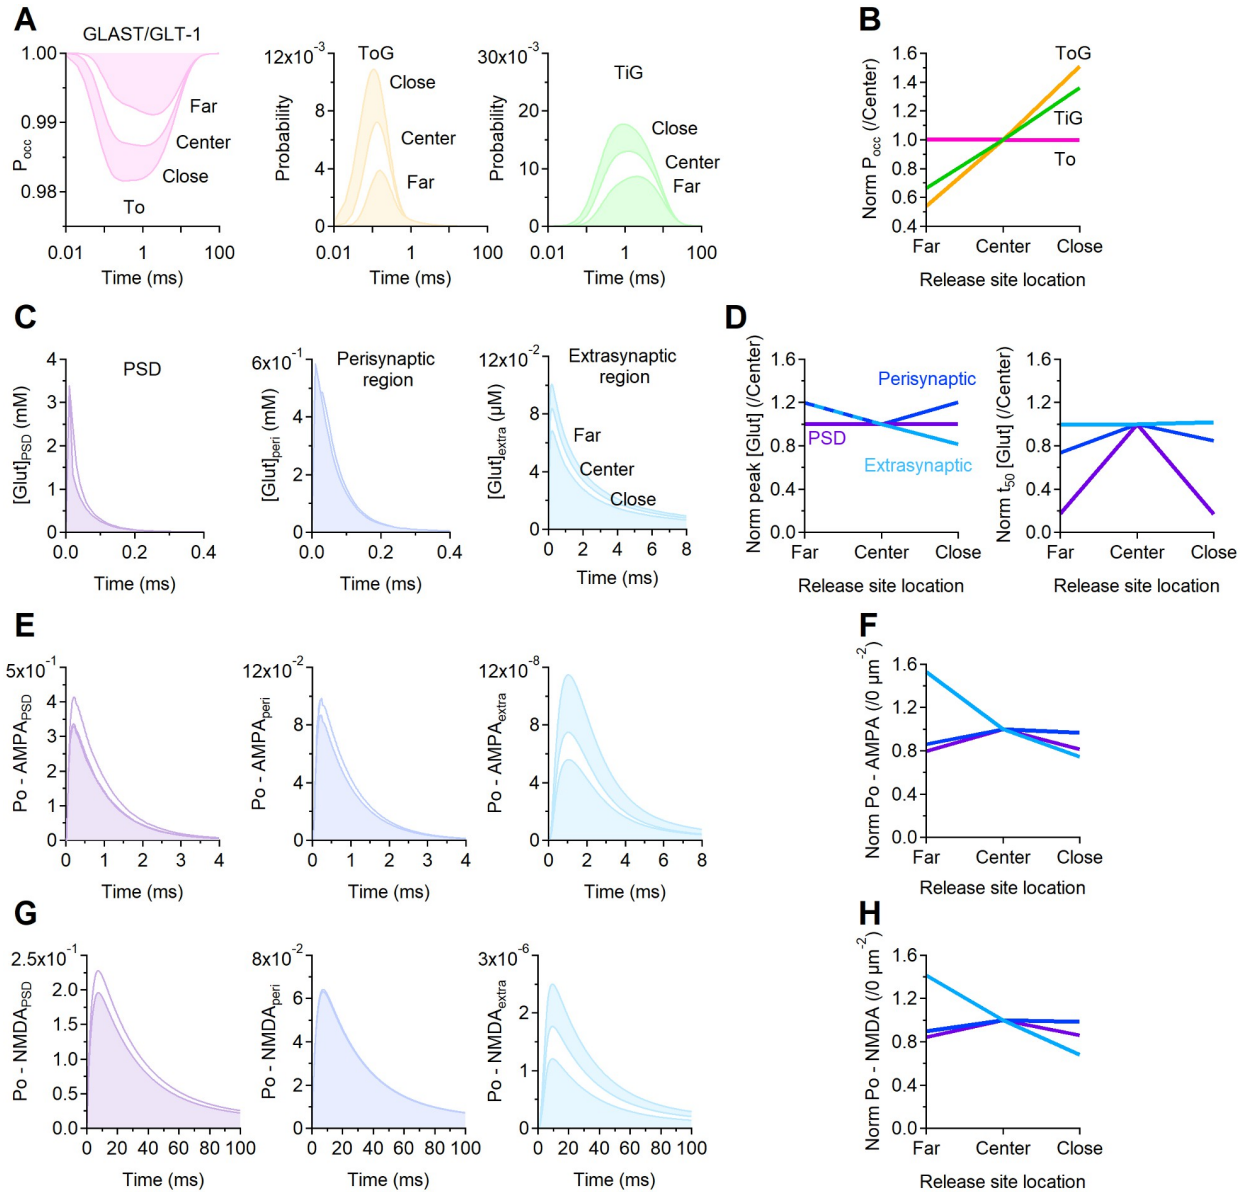 A
GLAST/GLT-1
1.00
0.99
0.98
P_occ
Far
Center
Close
To
0.01
1
100
Time (ms)
12x10^-3
8
4
0
Probability
ToG
Close
Center
Far
0.01
1
100
Time (ms)
30x10^-3
20
10
0
Probability
TiG
Close
Center
Far
0.01
1
100
Time (ms)
B
1.6
1.4
1.2
1.0
0.8
0.6
0.4
Norm P_occ (/Center)
ToG
TiG
To
Far
Center
Close
Release site location
C
4
3
2
1
0
[Glut]_PSD (mM)
PSD
0.0
0.2
0.4
Time (ms)
6x10^-1
4
2
0
[Glut]_peri (mM)
Perisynaptic
region
0.0
0.2
0.4
Time (ms)
12x10^-2
8
4
0
[Glut]_extra (µM)
Extrasynaptic
region
Far
Center
Close
0
2
4
6
8
Time (ms)
D
1.6
1.2
0.8
0.4
0.0
Norm peak [Glut] (/Center)
Perisynaptic
PSD
Extrasynaptic
Far
Center
Close
Release site location
1.6
1.2
0.8
0.4
0.0
Norm t_50 [Glut] (/Center)
Far
Center
Close
Release site location
E
5x10^-1
4
3
2
1
0
Po - AMPA_PSD
0
1
2
3
4
Time (ms)
12x10^-2
8
4
0
Po - AMPA_peri
0
1
2
3
4
Time (ms)
12x10^-8
8
4
0
Po - AMPA_extra
0
2
4
6
8
Time (ms)
F
1.6
1.2
0.8
0.4
0.0
Norm Po - AMPA (/0 µm^-2)
Far
Center
Close
Release site location
G
2.5x10^-1
2.0
1.5
1.0
0.5
0.0
Po - NMDA_PSD
0
20
40
60
80
100
Time (ms)
8x10^-2
6
4
2
0
Po - NMDA_peri
0
20
40
60
80
100
Time (ms)
3x10^-6
2
1
0
Po - NMDA_extra
0
20
40
60
80
100
Time (ms)
H
1.6
1.2
0.8
0.4
0.0
Norm Po - NMDA (/0 µm^-2)
Far
Center
Close
Release site location